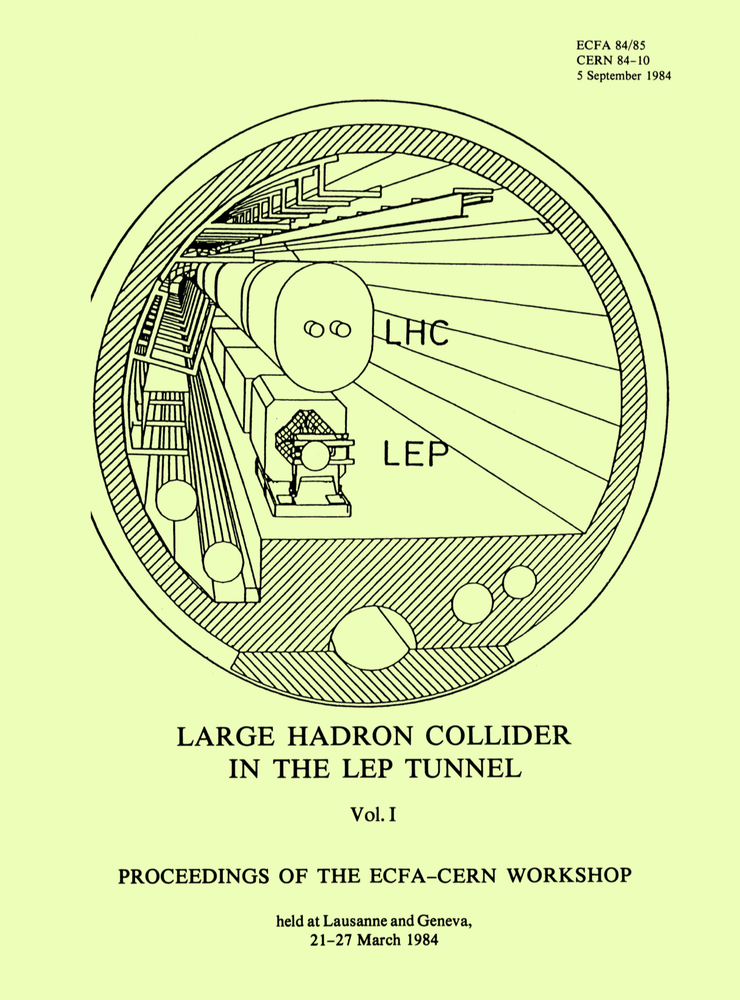 ECFA 84/85
CERN 84–10
5 September 1984
LHC
LEP
LARGE HADRON COLLIDER
IN THE LEP TUNNEL
Vol. I
PROCEEDINGS OF THE ECFA–CERN WORKSHOP
held at Lausanne and Geneva,
21–27 March 1984